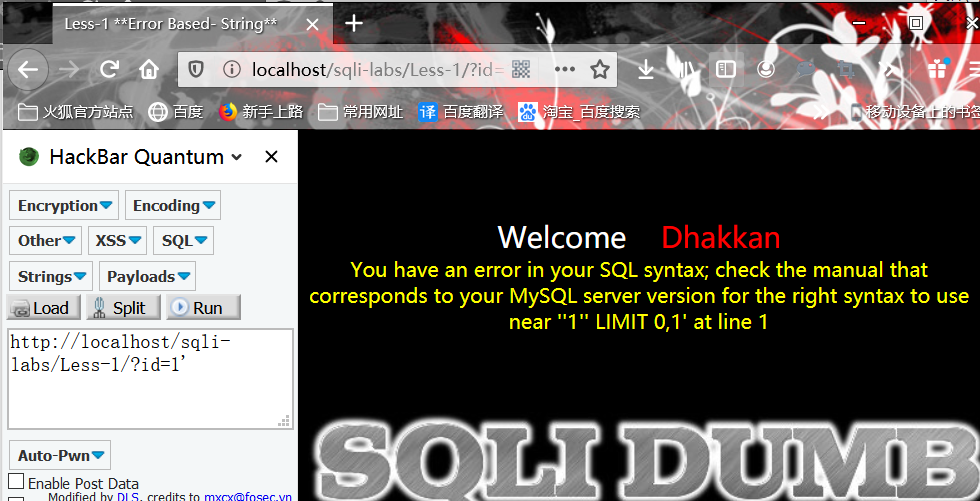 Less-1 **Error Based- String**
localhost/sqli-labs/Less-1/?id=
火狐官方站点 百度 新手上路 常用网址 译 百度翻译 淘宝_百度搜索 移动设备上的书签
HackBar Quantum
Encryption Encoding
Other XSS SQL
Strings Payloads
Load Split Run
http://localhost/sqli-
labs/Less-1/?id=1'
Auto-Pwn
Enable Post Data
Modified by DLS, credits to mxcx@fosec.vn
Welcome Dhakkan
You have an error in your SQL syntax; check the manual that
corresponds to your MySQL server version for the right syntax to use
near ''1'' LIMIT 0,1' at line 1
SQLI DUMB